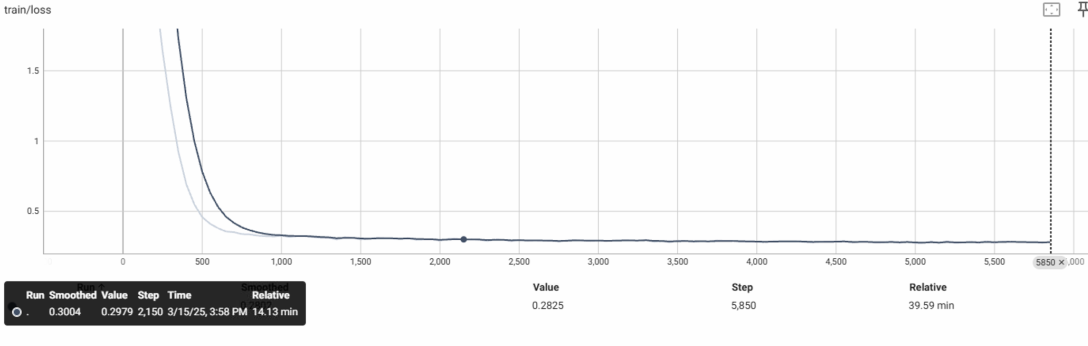 train/loss
1.5
1
0.5
0 500 1,000 1,500 2,000 2,500 3,000 3,500 4,000 4,500 5,000 5,500 5850 × ,000
Run ↑ Smoothed Value Step Relative
0.2825 5,850 39.59 min
Run Smoothed Value Step Time Relative
. 0.3004 0.2979 2,150 3/15/25, 3:58 PM 14.13 min